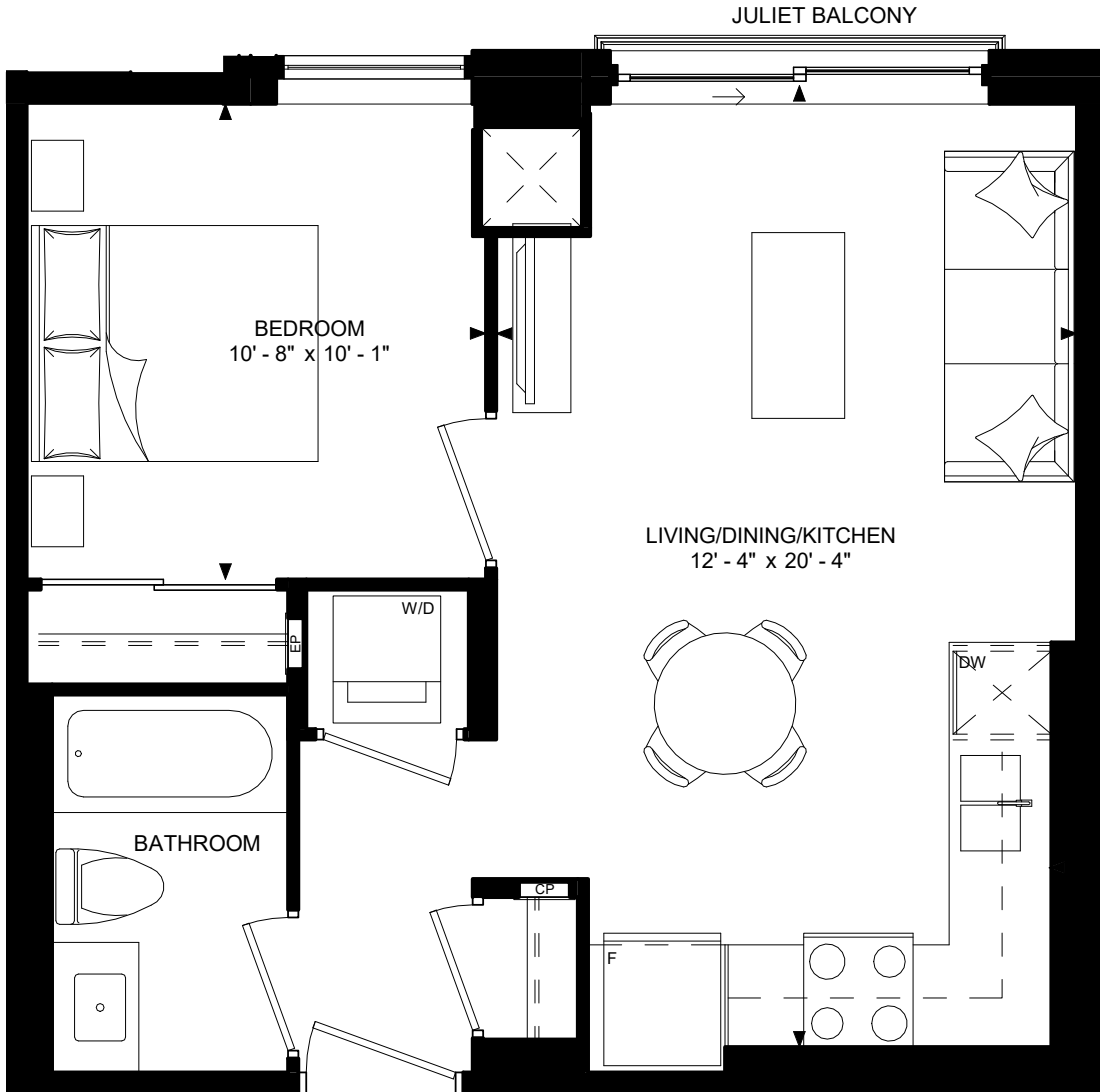 JULIET BALCONY
BEDROOM
10' - 8" x 10' - 1"
LIVING/DINING/KITCHEN
12' - 4" x 20' - 4"
W/D
EP
DW
BATHROOM
CP
F